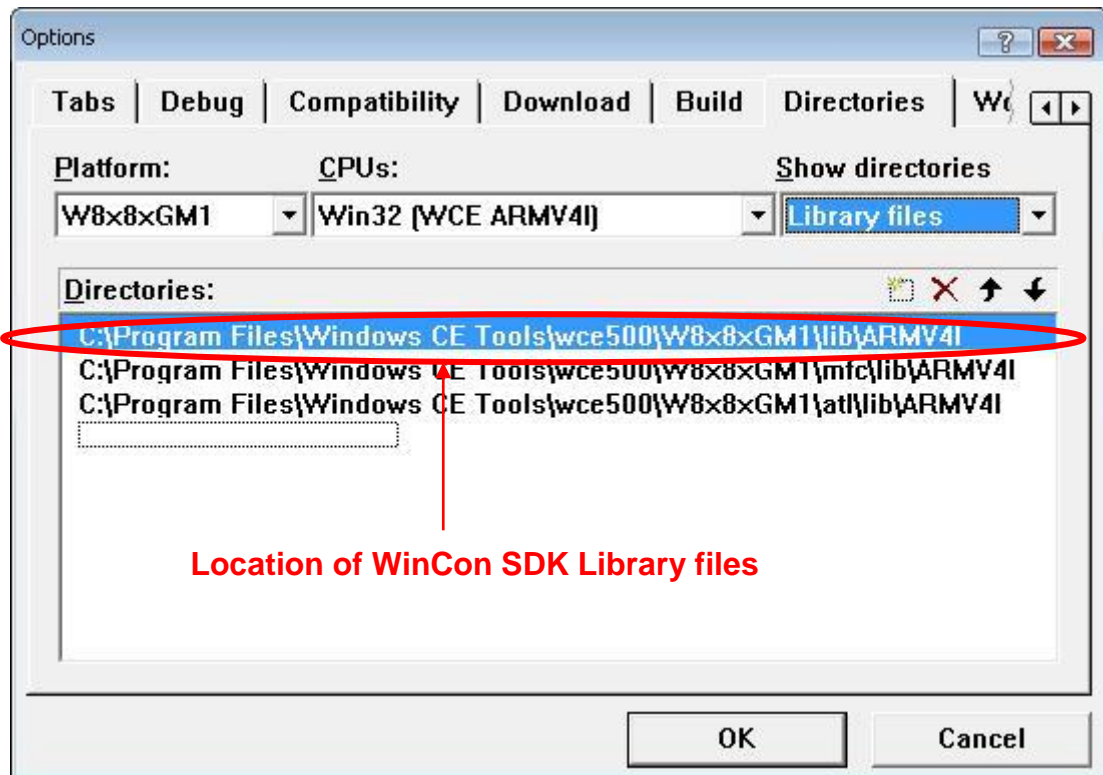 Options
Tabs Debug Compatibility Download Build Directories
Platform: CPUs: Show directories
W8x8xGM1 Win32 (WCE ARMV4I) Library files
Directories:
C:\Program Files\Windows CE Tools\wce500\W8x8xGM1\lib\ARMV4I
C:\Program Files\Windows CE Tools\wce500\W8x8xGM1\mfc\lib\ARMV4I
C:\Program Files\Windows CE Tools\wce500\W8x8xGM1\atl\lib\ARMV4I
Location of WinCon SDK Library files
OK Cancel